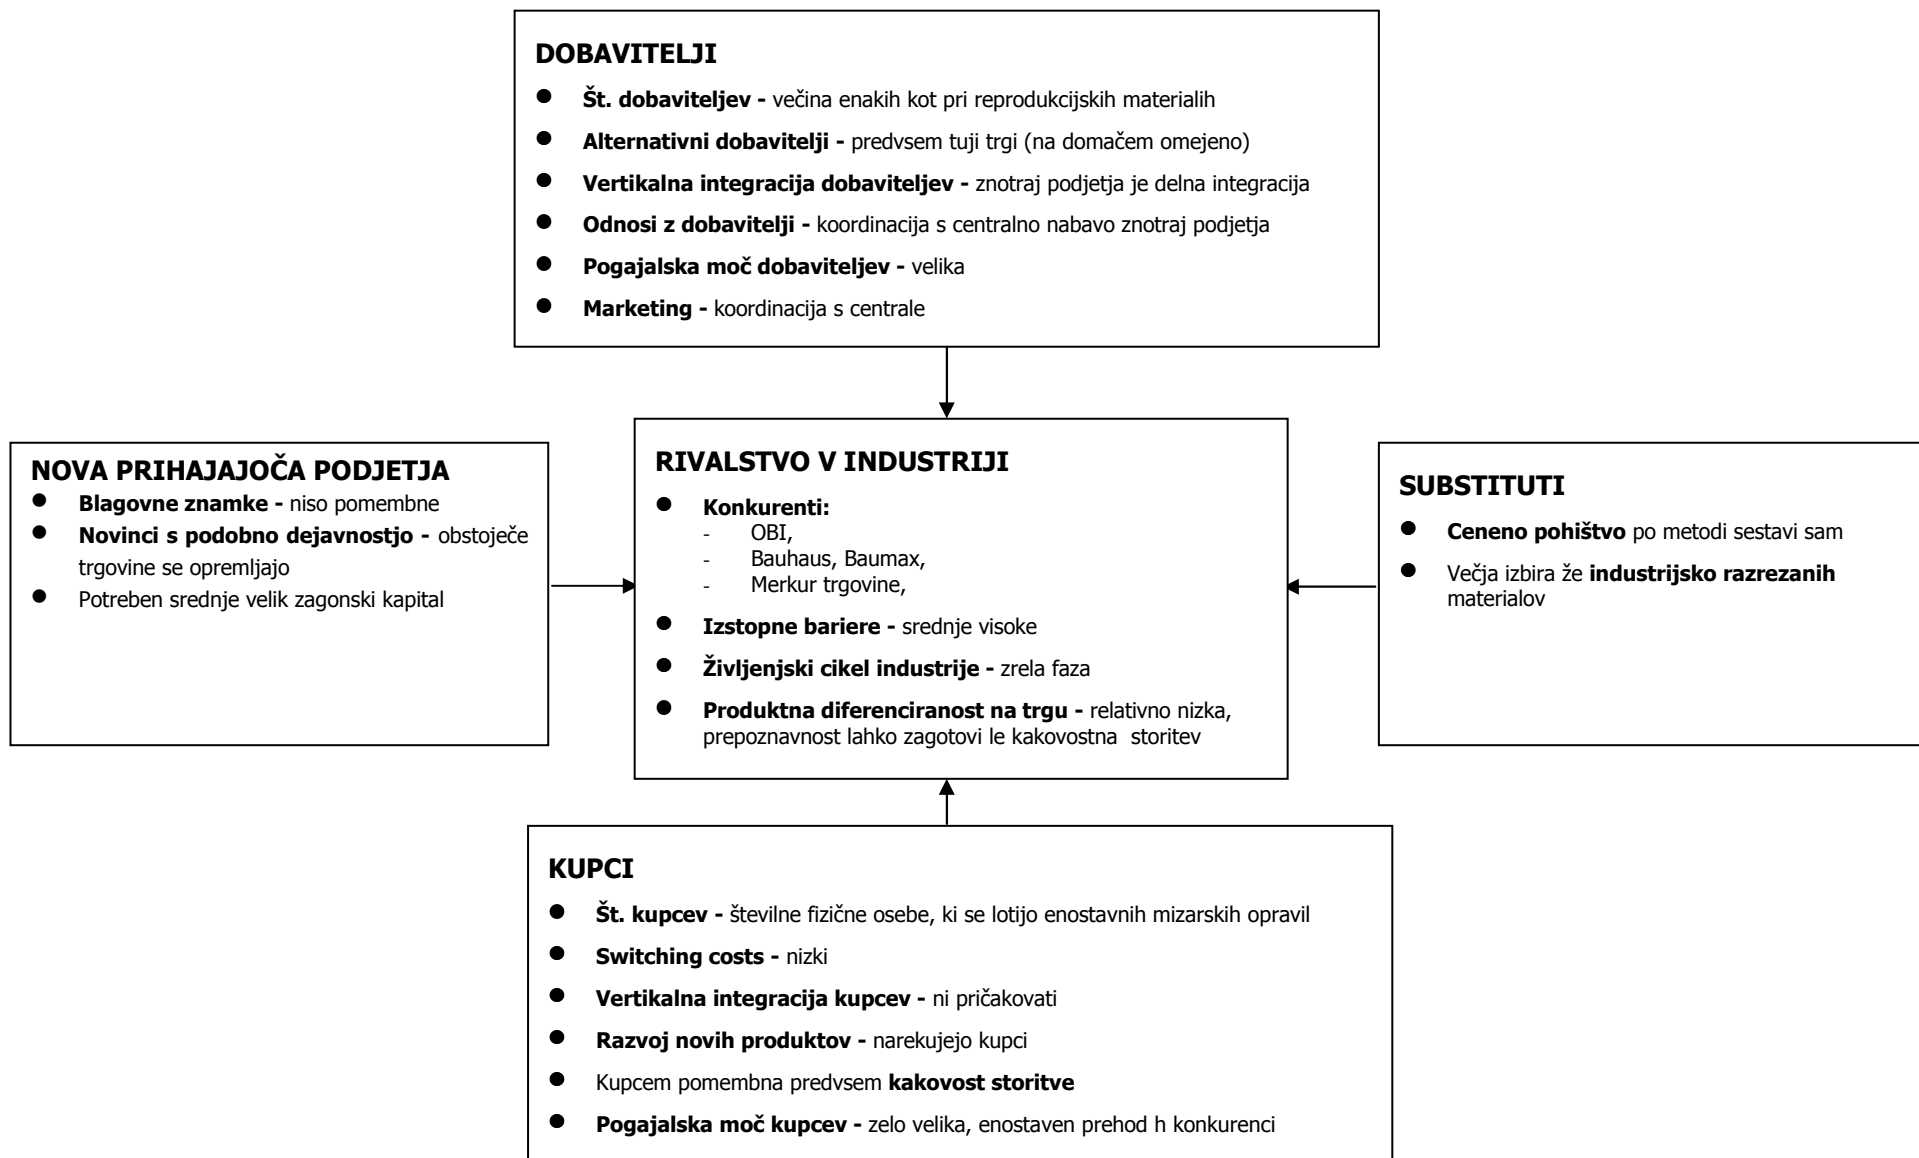 DOBAVITELJI
● Št. dobaviteljev - večina enakih kot pri reprodukcijskih materialih
● Alternativni dobavitelji - predvsem tuji trgi (na domačem omejeno)
● Vertikalna integracija dobaviteljev - znotraj podjetja je delna integracija
● Odnosi z dobavitelji - koordinacija s centralno nabavo znotraj podjetja
● Pogajalska moč dobaviteljev - velika
● Marketing - koordinacija s centrale
NOVA PRIHAJAJOČA PODJETJA
● Blagovne znamke - niso pomembne
● Novinci s podobno dejavnostjo - obstoječe
trgovine se opremljajo
● Potreben srednje velik zagonski kapital
RIVALSTVO V INDUSTRIJI
● Konkurenti:
- OBI,
- Bauhaus, Baumax,
- Merkur trgovine,
● Izstopne bariere - srednje visoke
● Življenjski cikel industrije - zrela faza
● Produktna diferenciranost na trgu - relativno nizka,
prepoznavnost lahko zagotovi le kakovostna storitev
SUBSTITUTI
● Ceneno pohištvo po metodi sestavi sam
● Večja izbira že industrijsko razrezanih
materialov
KUPCI
● Št. kupcev - številne fizične osebe, ki se lotijo enostavnih mizarskih opravil
● Switching costs - nizki
● Vertikalna integracija kupcev - ni pričakovati
● Razvoj novih produktov - narekujejo kupci
● Kupcem pomembna predvsem kakovost storitve
● Pogajalska moč kupcev - zelo velika, enostaven prehod h konkurenci